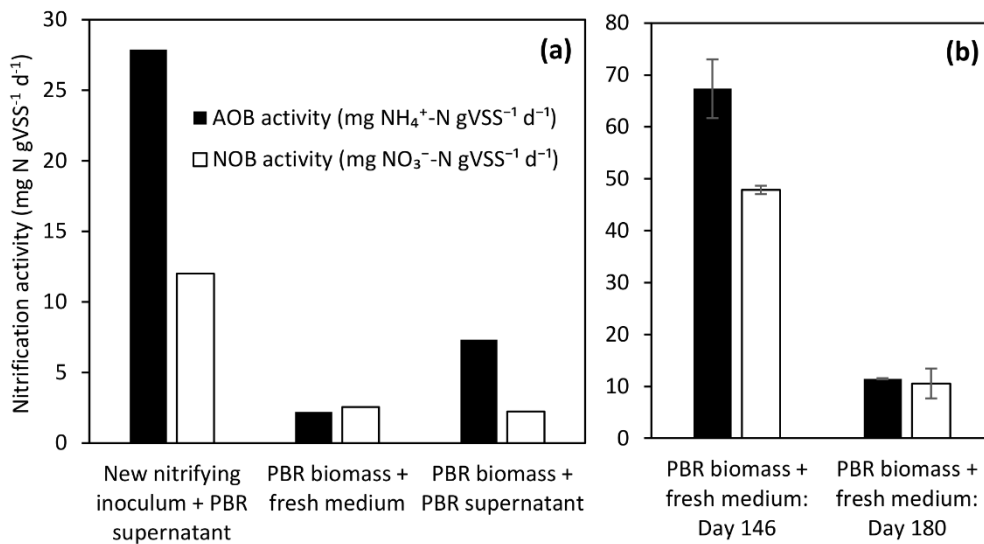 Nitrification activity (mg N gVSS⁻¹ d⁻¹)
30
25
20
15
10
5
0
(a)
AOB activity (mg NH₄⁺-N gVSS⁻¹ d⁻¹)
NOB activity (mg NO₃⁻-N gVSS⁻¹ d⁻¹)
New nitrifying
inoculum + PBR
supernatant
PBR biomass +
fresh medium
PBR biomass +
PBR supernatant
80
70
60
50
40
30
20
10
0
(b)
PBR biomass +
fresh medium:
Day 146
PBR biomass +
fresh medium:
Day 180